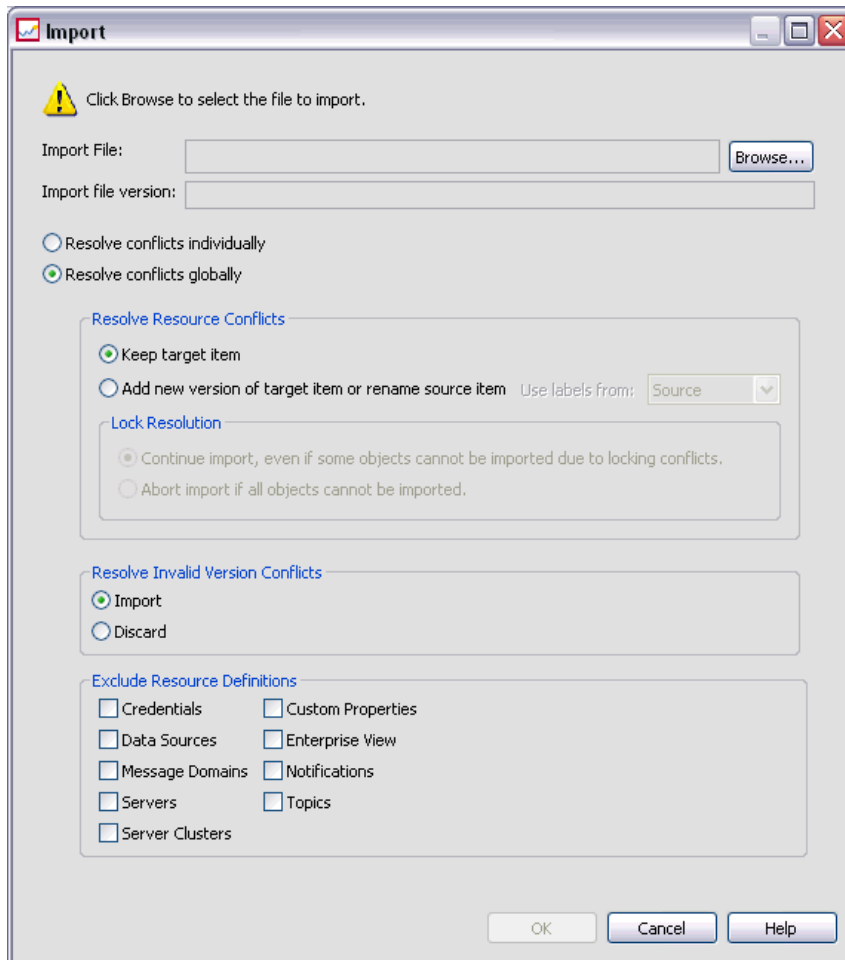 Import
Click Browse to select the file to import.
Import File:
Browse...
Import file version:
Resolve conflicts individually
Resolve conflicts globally
Resolve Resource Conflicts
Keep target item
Add new version of target item or rename source item Use labels from: Source
Lock Resolution
Continue import, even if some objects cannot be imported due to locking conflicts.
Abort import if all objects cannot be imported.
Resolve Invalid Version Conflicts
Import
Discard
Exclude Resource Definitions
Credentials Custom Properties
Data Sources Enterprise View
Message Domains Notifications
Servers Topics
Server Clusters
OK Cancel Help